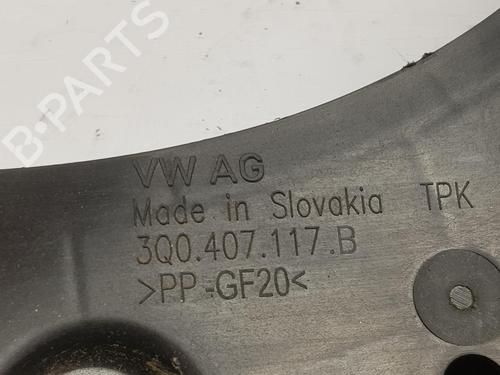 B-PARTS
VW AG
Made in Slovakia TPK
3Q0.407.117.B
>PP-GF20<